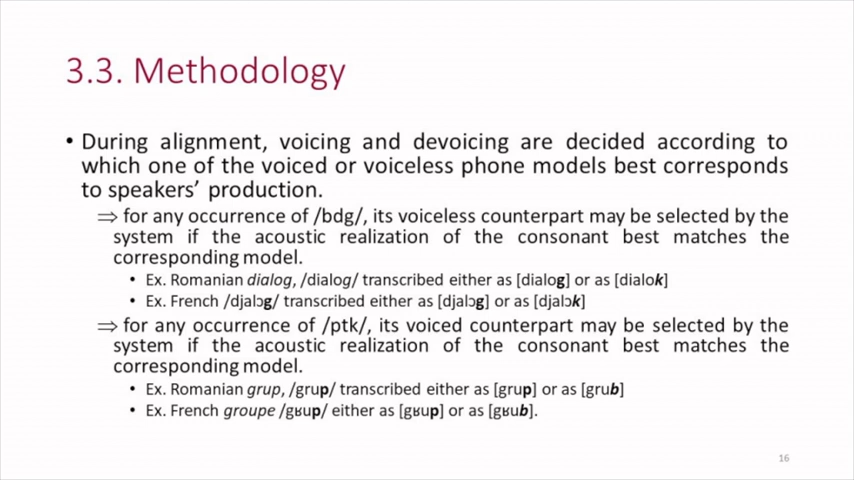 3.3. Methodology
• During alignment, voicing and devoicing are decided according to
which one of the voiced or voiceless phone models best corresponds
to speakers’ production.
⇒ for any occurrence of /bdg/, its voiceless counterpart may be selected by the
system if the acoustic realization of the consonant best matches the
corresponding model.
• Ex. Romanian dialog, /dialog/ transcribed either as [dialog] or as [dialok]
• Ex. French /djalɔg/ transcribed either as [djalɔg] or as [djalɔk]
⇒ for any occurrence of /ptk/, its voiced counterpart may be selected by the
system if the acoustic realization of the consonant best matches the
corresponding model.
• Ex. Romanian grup, /grup/ transcribed either as [grup] or as [grub]
• Ex. French groupe /gʁup/ either as [gʁup] or as [gʁub].
16